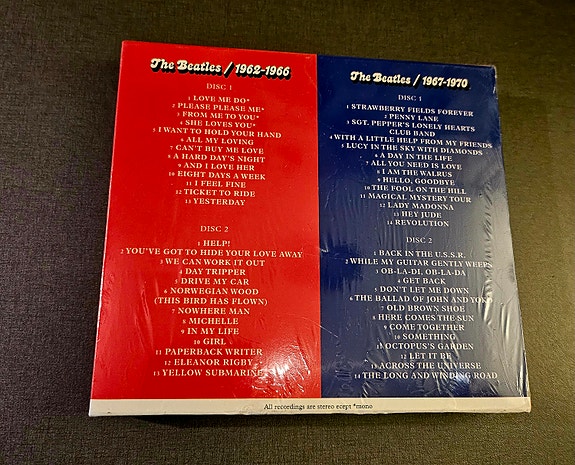 The Beatles / 1962-1966
DISC 1
1 LOVE ME DO*
2 PLEASE PLEASE ME*
3 FROM ME TO YOU*
4 SHE LOVES YOU*
5 I WANT TO HOLD YOUR HAND
6 ALL MY LOVING
7 CAN'T BUY ME LOVE
8 A HARD DAY'S NIGHT
9 AND I LOVE HER
10 EIGHT DAYS A WEEK
11 I FEEL FINE
12 TICKET TO RIDE
13 YESTERDAY
DISC 2
1 HELP!
2 YOU'VE GOT TO HIDE YOUR LOVE AWAY
3 WE CAN WORK IT OUT
4 DAY TRIPPER
5 DRIVE MY CAR
6 NORWEGIAN WOOD
(THIS BIRD HAS FLOWN)
7 NOWHERE MAN
8 MICHELLE
9 IN MY LIFE
10 GIRL
11 PAPERBACK WRITER
12 ELEANOR RIGBY
13 YELLOW SUBMARINE
The Beatles / 1967-1970
DISC 1
1 STRAWBERRY FIELDS FOREVER
2 PENNY LANE
3 SGT. PEPPER'S LONELY HEARTS
CLUB BAND
4 WITH A LITTLE HELP FROM MY FRIENDS
5 LUCY IN THE SKY WITH DIAMONDS
6 A DAY IN THE LIFE
7 ALL YOU NEED IS LOVE
8 I AM THE WALRUS
9 HELLO, GOODBYE
10 THE FOOL ON THE HILL
11 MAGICAL MYSTERY TOUR
12 LADY MADONNA
13 HEY JUDE
14 REVOLUTION
DISC 2
1 BACK IN THE U.S.S.R.
2 WHILE MY GUITAR GENTLY WEEPS
3 OB-LA-DI, OB-LA-DA
4 GET BACK
5 DON'T LET ME DOWN
6 THE BALLAD OF JOHN AND YOKO
7 OLD BROWN SHOE
8 HERE COMES THE SUN
9 COME TOGETHER
10 SOMETHING
11 OCTOPUS'S GARDEN
12 LET IT BE
13 ACROSS THE UNIVERSE
14 THE LONG AND WINDING ROAD
All recordings are stereo ecept *mono